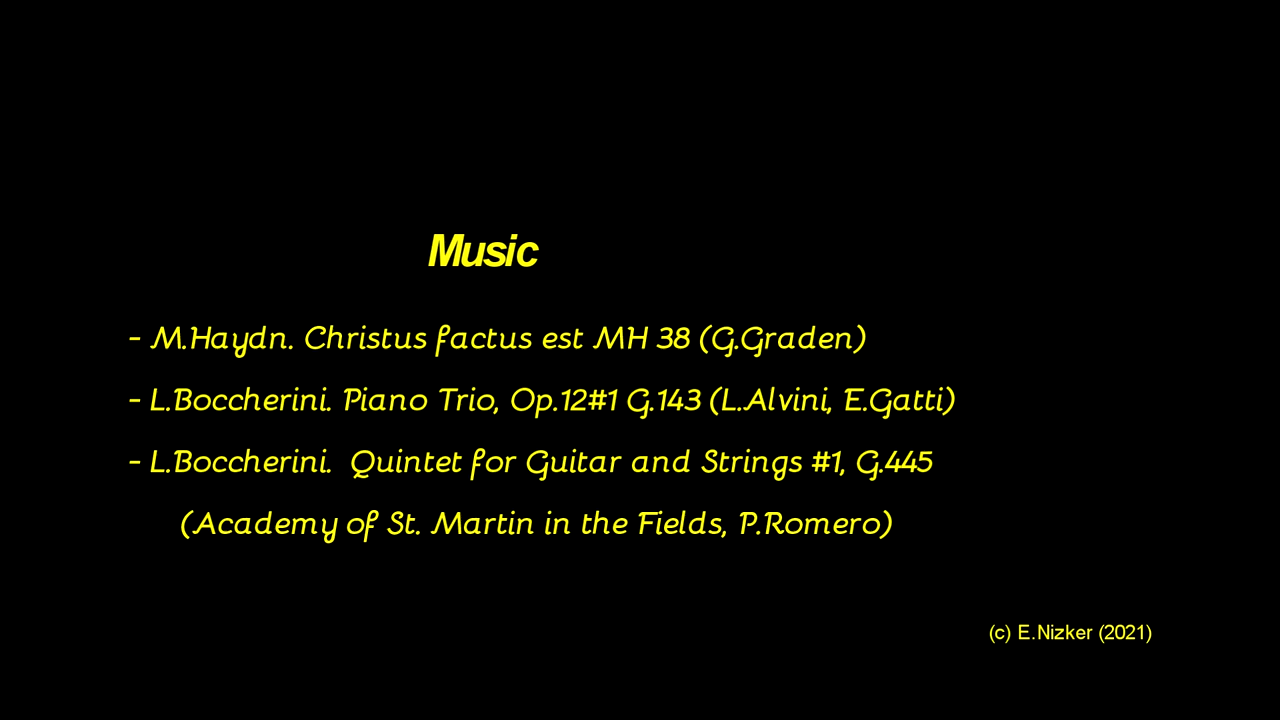 Music
- M.Haydn. Christus factus est MH 38 (G.Graden)
- L.Boccherini. Piano Trio, Op.12#1 G.143 (L.Alvini, E.Gatti)
- L.Boccherini. Quintet for Guitar and Strings #1, G.445
(Academy of St. Martin in the Fields, P.Romero)
(c) E.Nizker (2021)